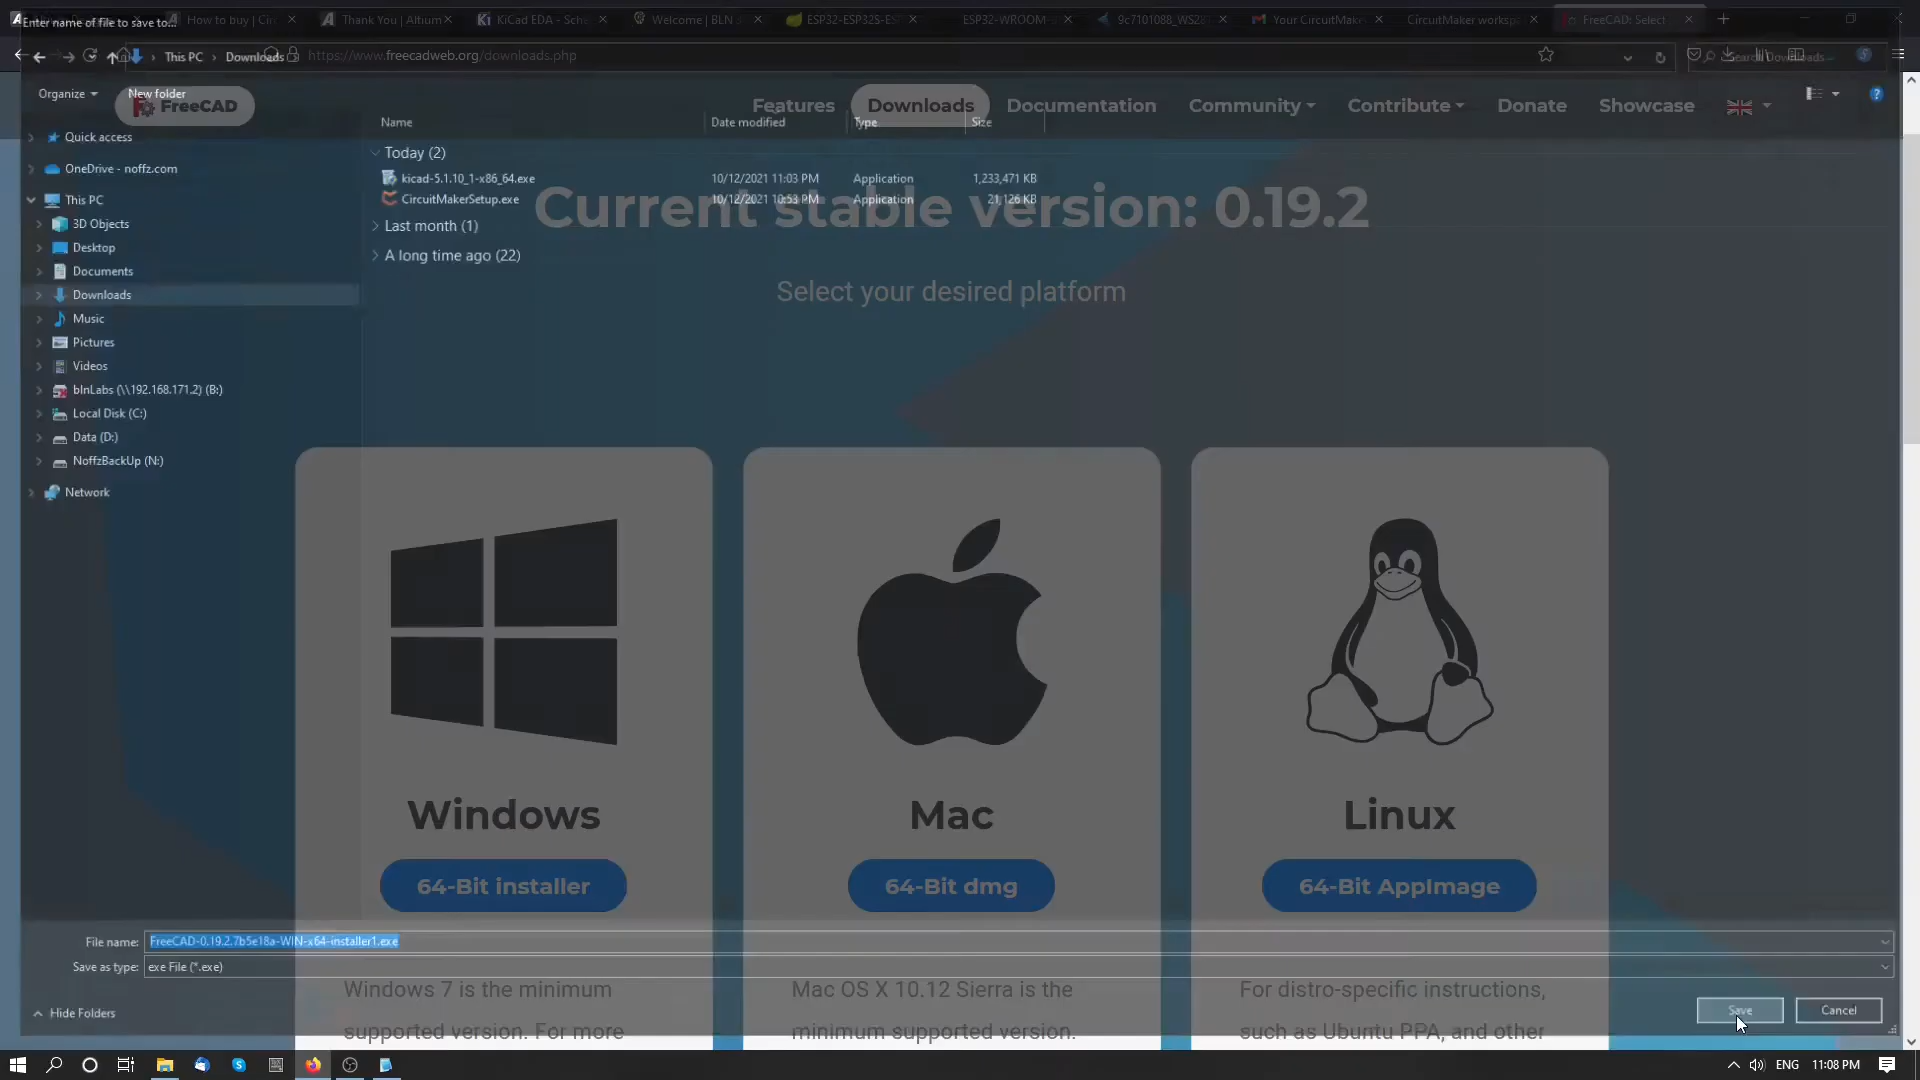 Enter name of file to save to...
How to buy | Cir
Thank You | Altium
KiCad EDA - Sche
Welcome | BLN
ESP32-ESP32S-ES
ESP32-WROOM-
9c7101088_WS281
Your CircuitMake
CircuitMaker worksp
FreeCAD: Select
This PC
Downloads
https://www.freecadweb.org/downloads.php
Search Downloads
Organize
New folder
FreeCAD
Features
Downloads
Documentation
Community
Contribute
Donate
Showcase
Name
Date modified
Type
Size
Quick access
OneDrive - noffz.com
This PC
3D Objects
Desktop
Documents
Downloads
Music
Pictures
Videos
blnLabs (\\192.168.171.2) (B:)
Local Disk (C:)
Data (D:)
NoffzBackUp (N:)
Network
Today (2)
kicad-5.1.10_1-x86_64.exe 10/12/2021 11:03 PM Application 1,233,471 KB
CircuitMakerSetup.exe 10/12/2021 10:53 PM Application 21,126 KB
Last month (1)
A long time ago (22)
Current stable version: 0.19.2
Select your desired platform
Windows
Mac
Linux
64-Bit installer
64-Bit dmg
64-Bit AppImage
File name: FreeCAD-0.19.2.7b5e18a-WIN-x64-installer1.exe
Save as type: exe File (*.exe)
Windows 7 is the minimum
supported version. For more
Mac OS X 10.12 Sierra is the
minimum supported version.
For distro-specific instructions,
such as Ubuntu PPA, and other
Hide Folders
Save
Cancel
ENG
11:08 PM